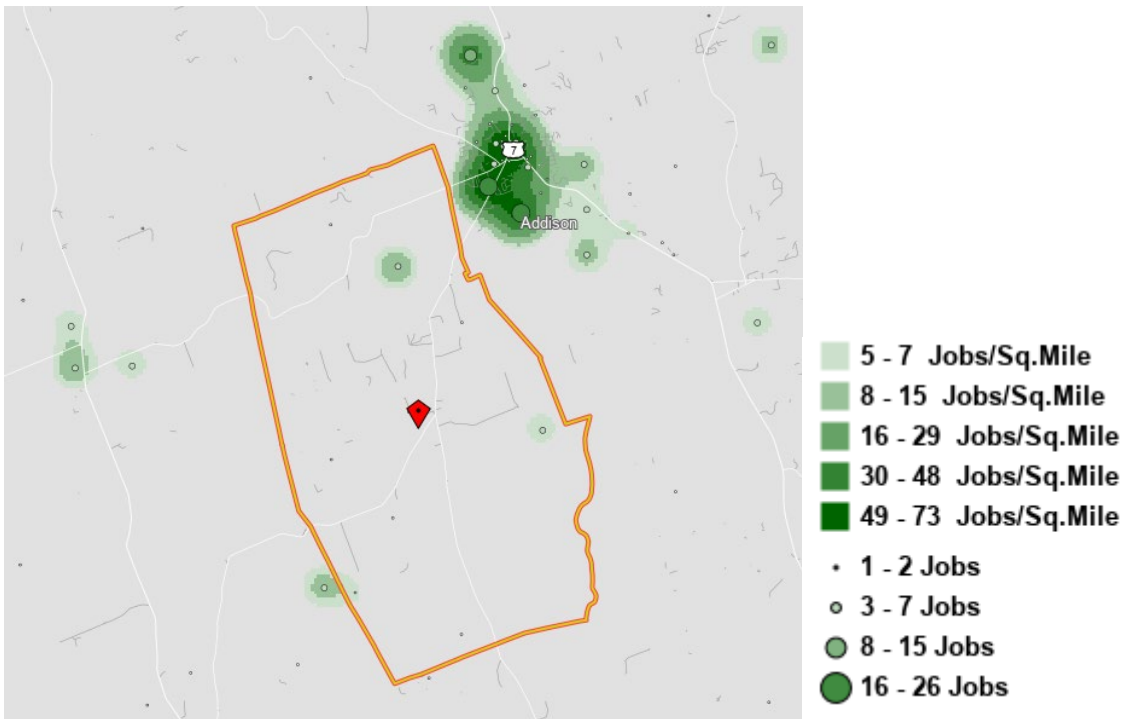 7
Addison
5 - 7 Jobs/Sq.Mile
8 - 15 Jobs/Sq.Mile
16 - 29 Jobs/Sq.Mile
30 - 48 Jobs/Sq.Mile
49 - 73 Jobs/Sq.Mile
1 - 2 Jobs
3 - 7 Jobs
8 - 15 Jobs
16 - 26 Jobs